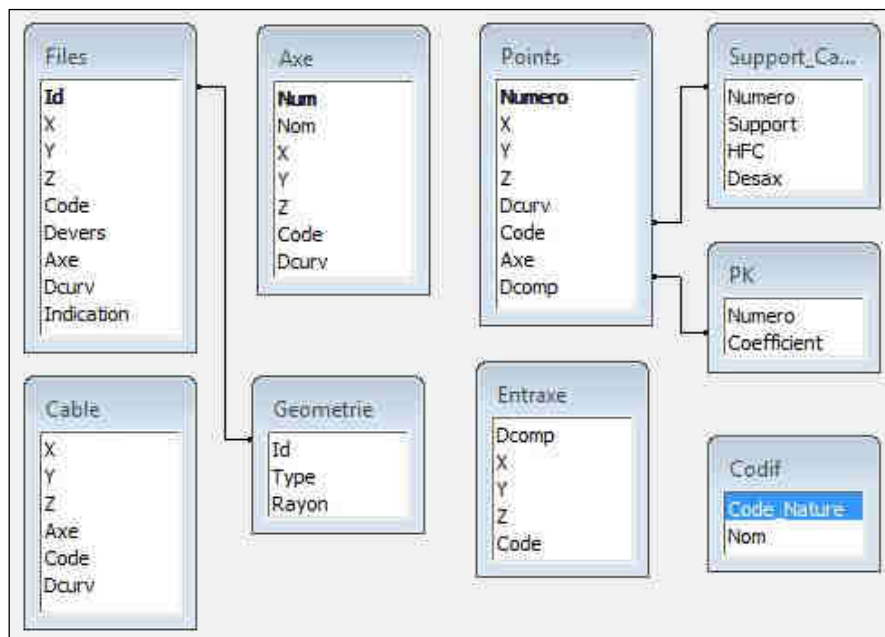 Files
Id
X
Y
Z
Code
Devers
Axe
Dcurv
Indication
Axe
Num
Nom
X
Y
Z
Code
Dcurv
Points
Numero
X
Y
Z
Dcurv
Code
Axe
Dcomp
Support_Ca...
Numero
Support
HFC
Desax
PK
Numero
Coefficient
Cable
X
Y
Z
Axe
Code
Dcurv
Geometrie
Id
Type
Rayon
Entraxe
Dcomp
X
Y
Z
Code
Codif
Code_Nature
Nom